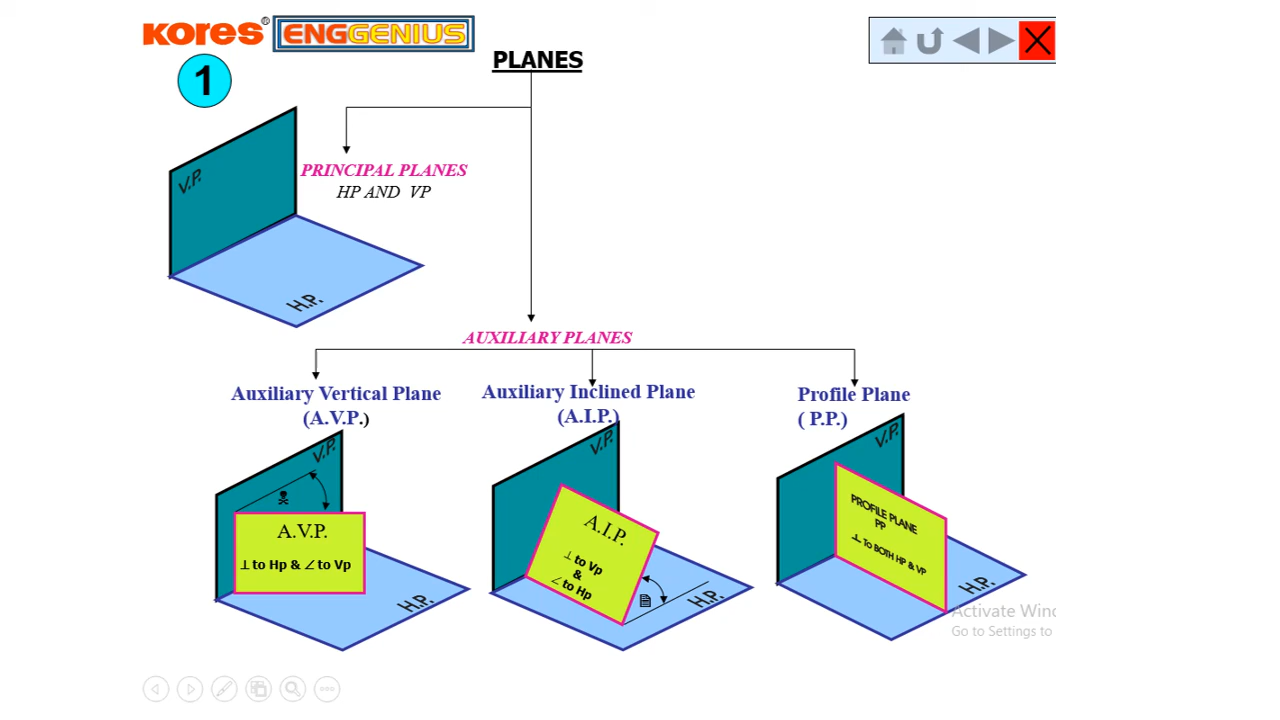 KORES®
ENGGENIUS
1
PLANES
V.P.
PRINCIPAL PLANES
HP AND VP
H.P.
AUXILIARY PLANES
Auxiliary Vertical Plane
(A.V.P.)
V.P.
A.V.P.
⊥ to Hp & ∠ to Vp
H.P.
Auxiliary Inclined Plane
(A.I.P.)
V.P.
A.I.P.
⊥ to Vp
&
∠ to Hp
H.P.
Profile Plane
( P.P.)
V.P.
PROFILE PLANE
PP
⊥ To BOTH HP & VP
H.P.
Activate Wind
Go to Settings to